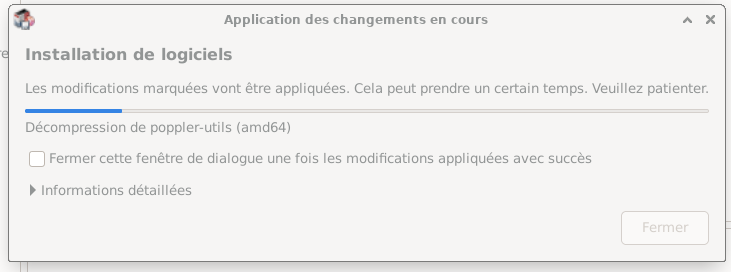 Application des changements en cours
Installation de logiciels
Les modifications marquées vont être appliquées. Cela peut prendre un certain temps. Veuillez patienter.
Décompression de poppler-utils (amd64)
Fermer cette fenêtre de dialogue une fois les modifications appliquées avec succès
Informations détaillées
Fermer